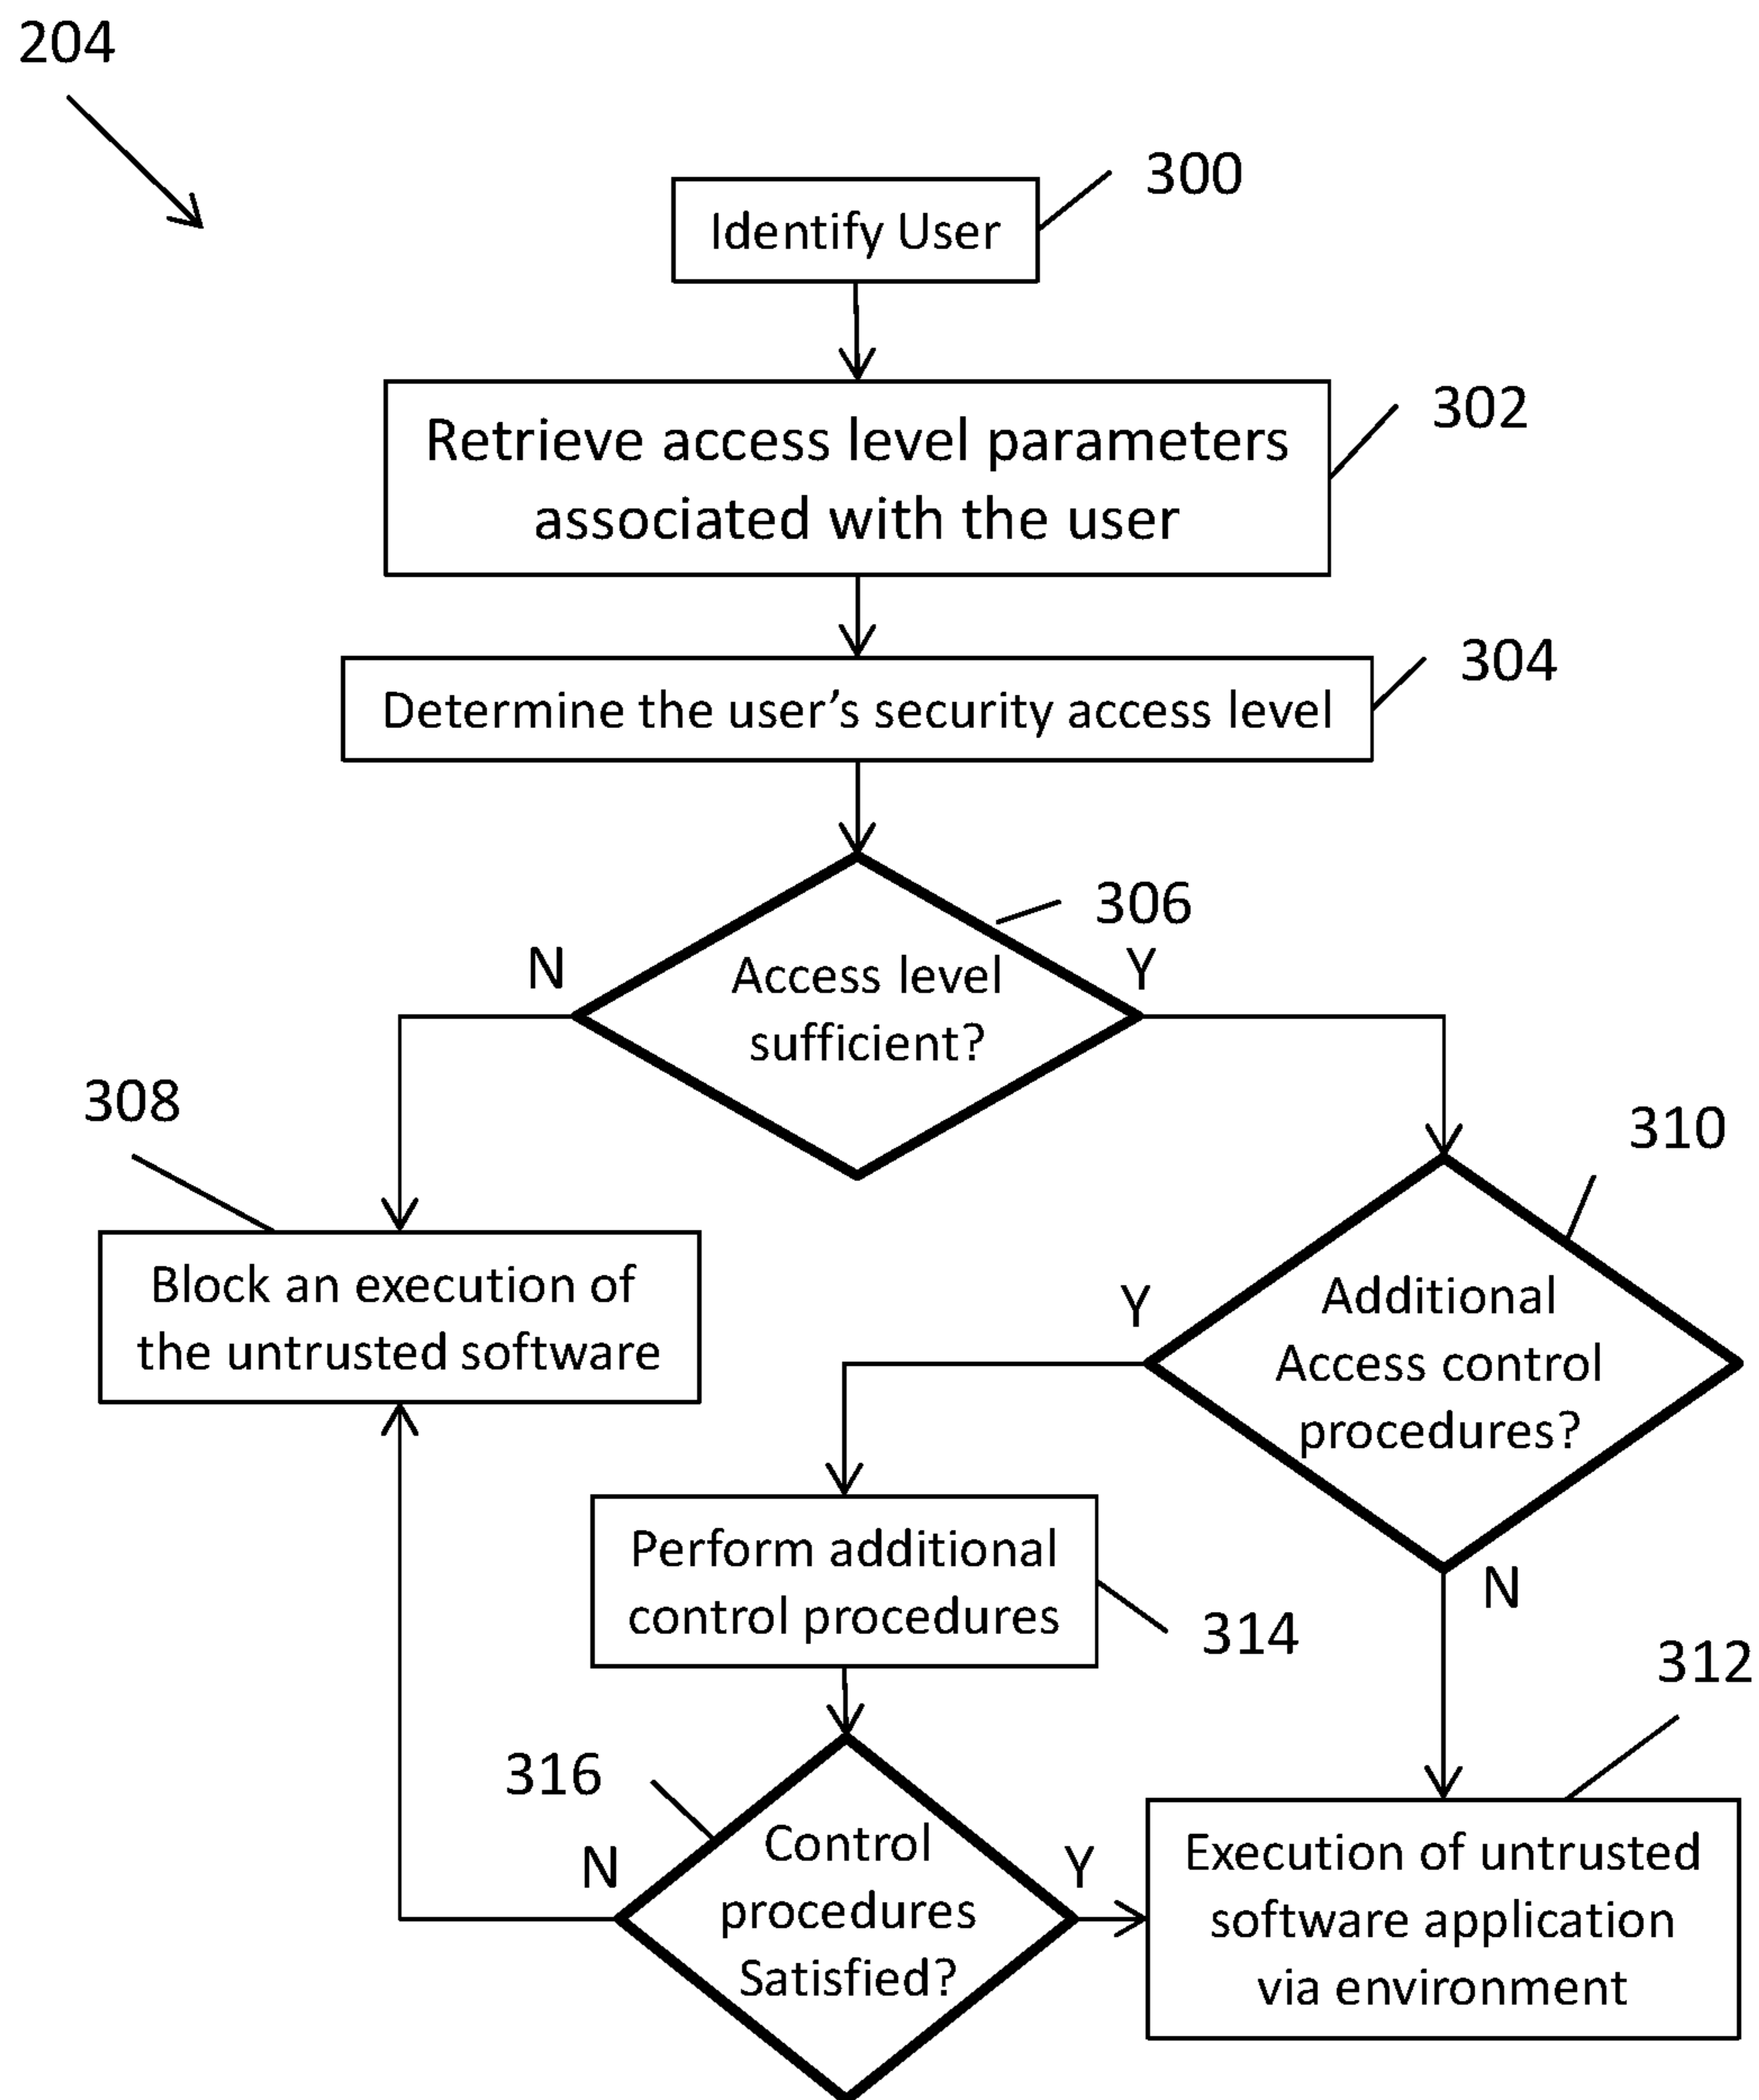 204
300
Identify User
302
Retrieve access level parameters
associated with the user
304
Determine the user’s security access level
306
N
Y
Access level
sufficient?
308
310
Block an execution of
the untrusted software
Y
Additional
Access control
procedures?
Perform additional
control procedures
N
314
312
316
N
Y
Control
procedures
Satisfied?
Execution of untrusted
software application
via environment